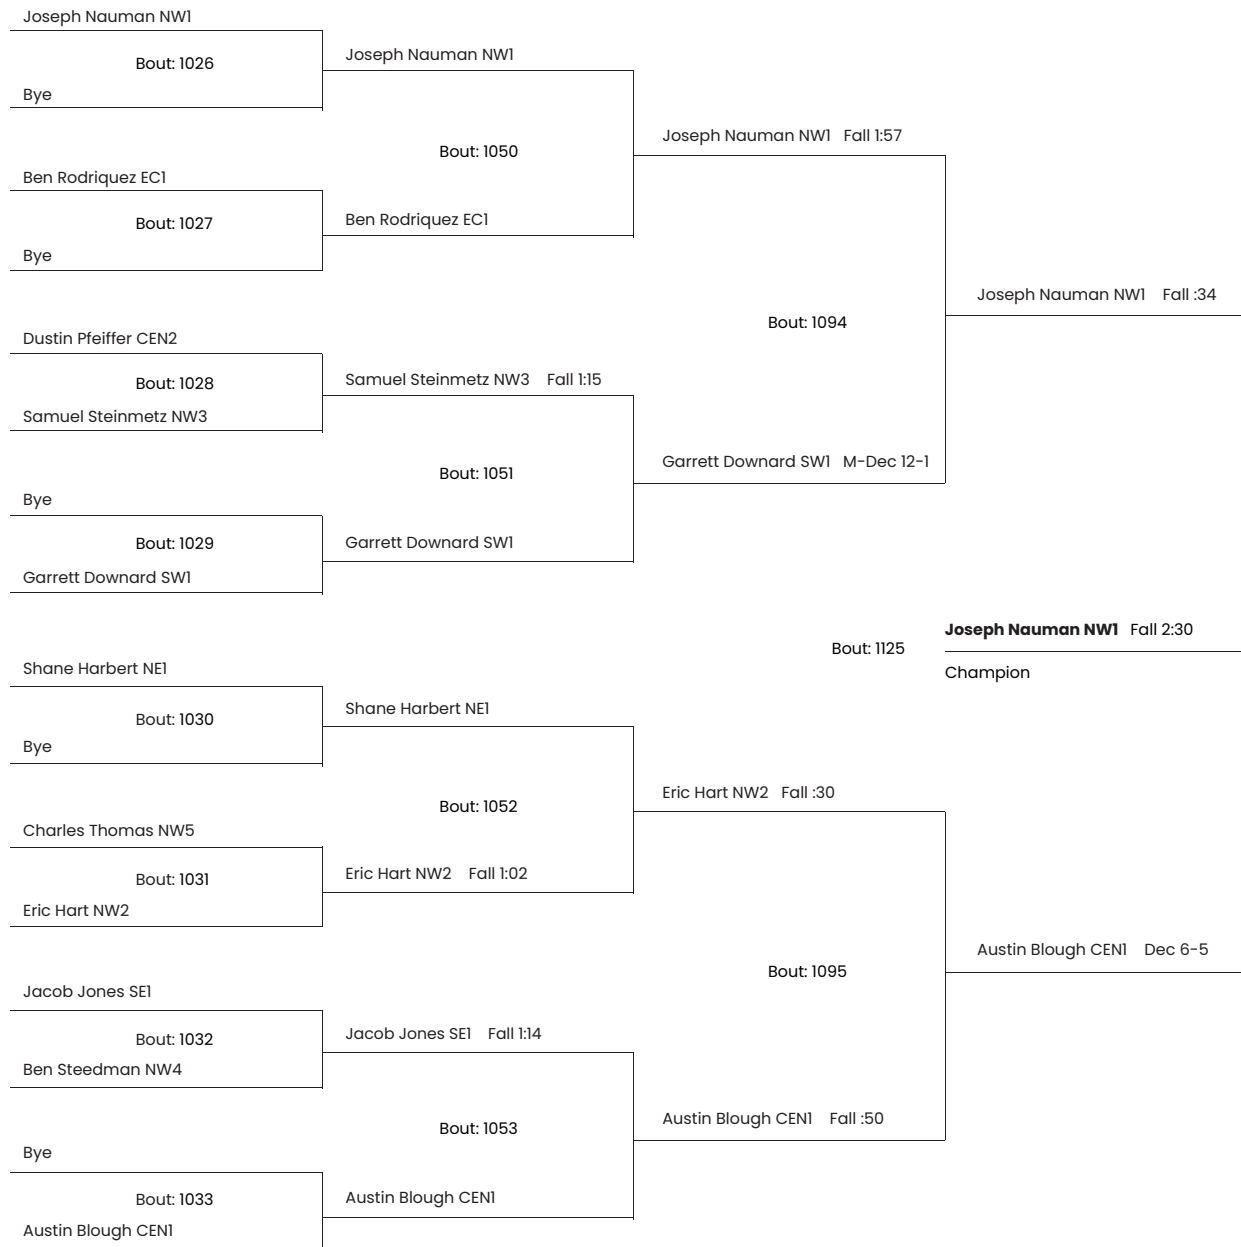 Joseph Nauman NW1
Bout: 1026
Joseph Nauman NW1
Bye
Joseph Nauman NW1 Fall 1:57
Bout: 1050
Ben Rodriquez EC1
Bout: 1027
Ben Rodriquez EC1
Bye
Joseph Nauman NW1 Fall :34
Bout: 1094
Dustin Pfeiffer CEN2
Bout: 1028
Samuel Steinmetz NW3 Fall 1:15
Samuel Steinmetz NW3
Garrett Downard SW1 M-Dec 12-1
Bout: 1051
Bye
Bout: 1029
Garrett Downard SW1
Garrett Downard SW1
Joseph Nauman NW1 Fall 2:30
Bout: 1125
Champion
Shane Harbert NE1
Bout: 1030
Shane Harbert NE1
Bye
Eric Hart NW2 Fall :30
Bout: 1052
Charles Thomas NW5
Bout: 1031
Eric Hart NW2 Fall 1:02
Eric Hart NW2
Austin Blough CEN1 Dec 6-5
Bout: 1095
Jacob Jones SE1
Bout: 1032
Jacob Jones SE1 Fall 1:14
Ben Steedman NW4
Austin Blough CEN1 Fall :50
Bout: 1053
Bye
Bout: 1033
Austin Blough CEN1
Austin Blough CEN1